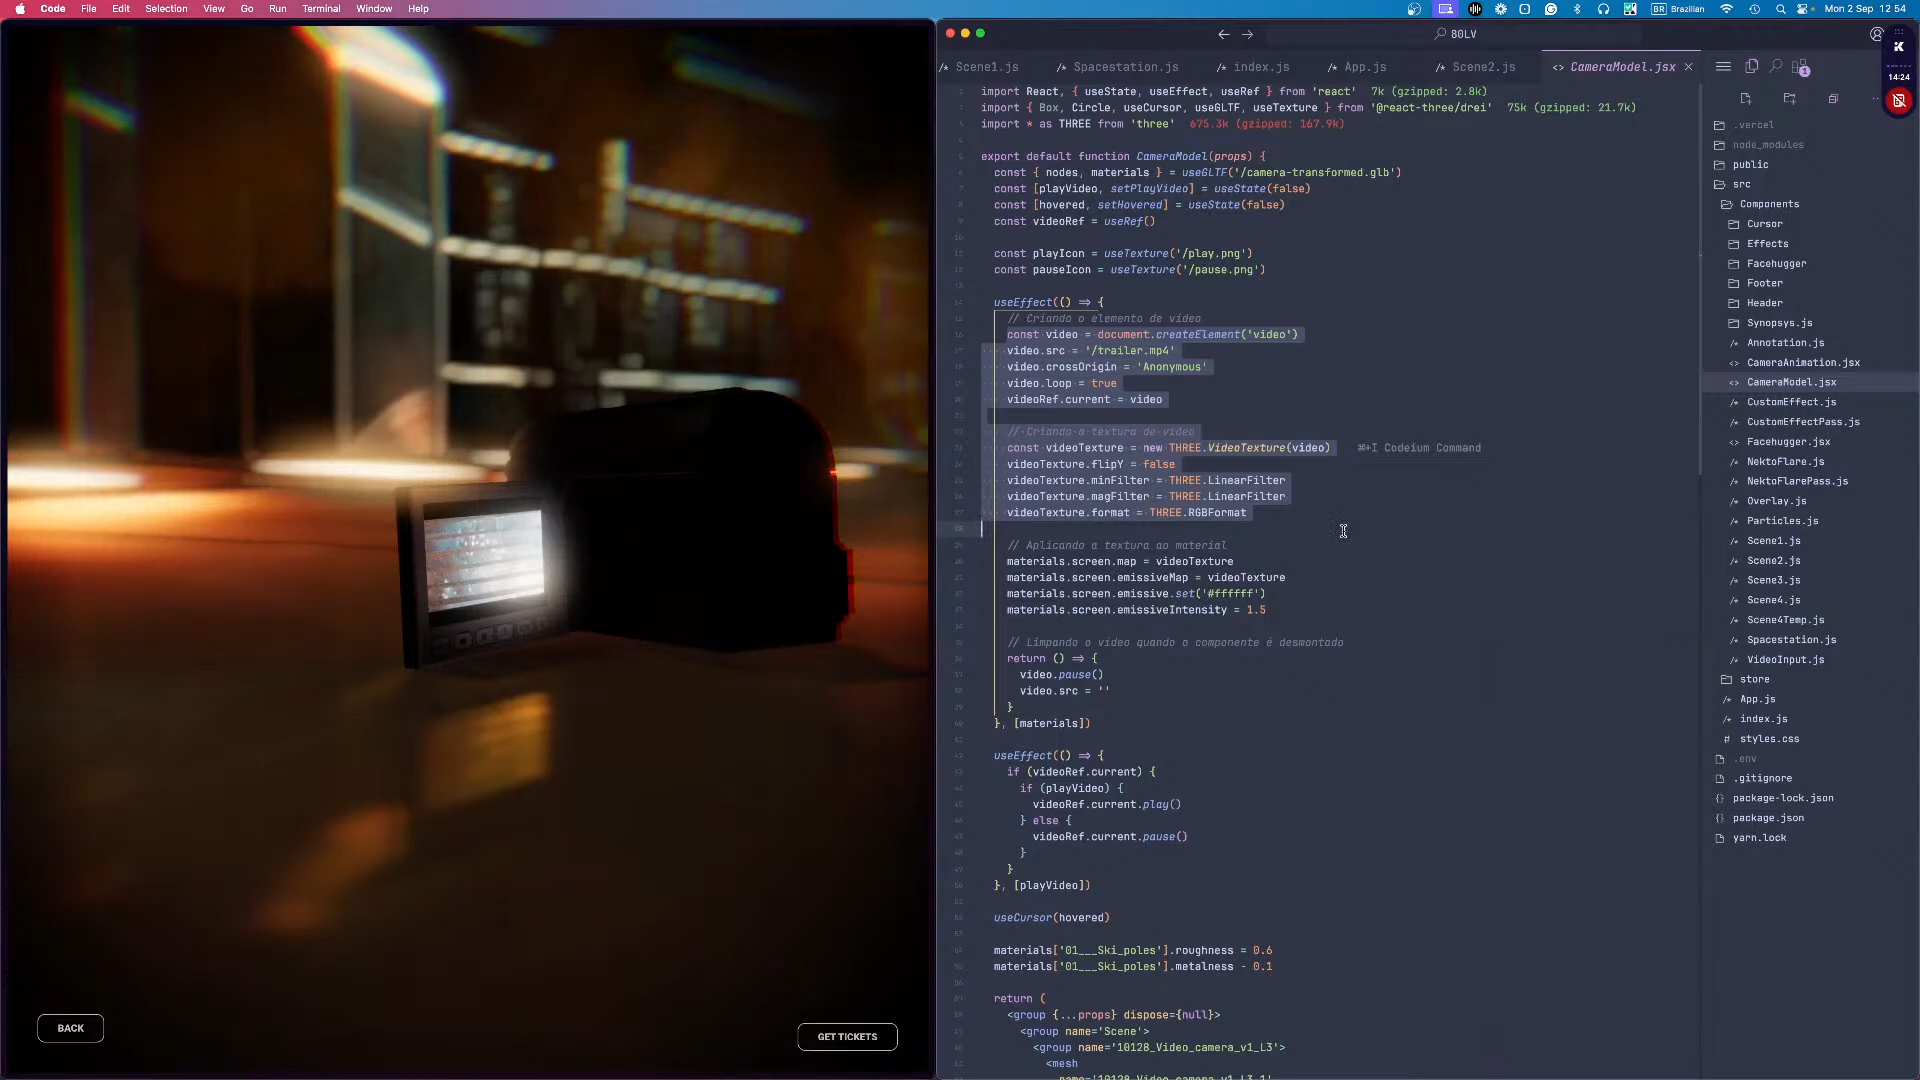 Code File Edit Selection View Go Run Terminal Window Help
BR Brazilian Mon 2 Sep 12 54
80LV
Scene1.js Spacestation.js index.js App.js Scene2.js CameraModel.jsx
14:24
import React, { useState, useEffect, useRef } from 'react' 7k (gzipped: 2.8k)
import { Box, Circle, useCursor, useGLTF, useTexture } from '@react-three/drei' 75k (gzipped: 21.7k)
import * as THREE from 'three' 675.3k (gzipped: 167.9k)
export default function CameraModel(props) {
const { nodes, materials } = useGLTF('/camera-transformed.glb')
const [playVideo, setPlayVideo] = useState(false)
const [hovered, setHovered] = useState(false)
const videoRef = useRef()
const playIcon = useTexture('/play.png')
const pauseIcon = useTexture('/pause.png')
useEffect(() => {
// Criando o elemento de vídeo
const video = document.createElement('video')
video.src = '/trailer.mp4'
video.crossOrigin = 'Anonymous'
video.loop = true
videoRef.current = video
// Criando a textura de vídeo
const videoTexture = new THREE.VideoTexture(video) ⌘+I Codeium Command
videoTexture.flipY = false
videoTexture.minFilter = THREE.LinearFilter
videoTexture.magFilter = THREE.LinearFilter
videoTexture.format = THREE.RGBFormat
// Aplicando a textura ao material
materials.screen.map = videoTexture
materials.screen.emissiveMap = videoTexture
materials.screen.emissive.set('#ffffff')
materials.screen.emissiveIntensity = 1.5
// Limpando o vídeo quando o componente é desmontado
return () => {
video.pause()
video.src = ''
}
}, [materials])
useEffect(() => {
if (videoRef.current) {
if (playVideo) {
videoRef.current.play()
} else {
videoRef.current.pause()
}
}
}, [playVideo])
useCursor(hovered)
materials['01___Ski_poles'].roughness = 0.6
materials['01___Ski_poles'].metalness - 0.1
return (
<group {...props} dispose={null}>
<group name='Scene'>
<group name='10128_Video_camera_v1_L3'>
<mesh
name='10128_Video_camera_v1_L3_1'
.vercel
node_modules
public
src
Components
Cursor
Effects
Facehugger
Footer
Header
Synopsys.js
Annotation.js
CameraAnimation.jsx
CameraModel.jsx
CustomEffect.js
CustomEffectPass.js
Facehugger.jsx
NektoFlare.js
NektoFlarePass.js
Overlay.js
Particles.js
Scene1.js
Scene2.js
Scene3.js
Scene4.js
Scene4Temp.js
Spacestation.js
VideoInput.js
store
App.js
index.js
styles.css
.env
.gitignore
package-lock.json
package.json
yarn.lock
BACK
GET TICKETS